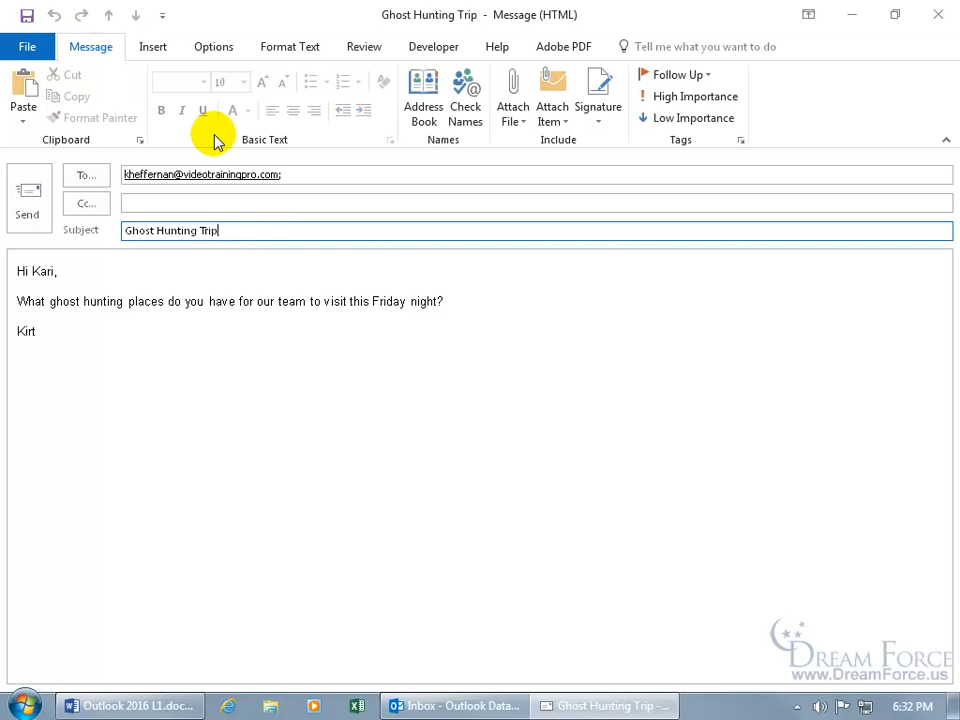 Ghost Hunting Trip - Message (HTML)
File Message Insert Options Format Text Review Developer Help Adobe PDF Tell me what you want to do
Paste
Cut
Copy
Format Painter
Clipboard
10
B I U A
Basic Text
Address Book
Check Names
Names
Attach File
Attach Item
Signature
Include
Follow Up
High Importance
Low Importance
Tags
Send
To... kheffernan@videotrainingpro.com;
Cc...
Subject Ghost Hunting Trip
Hi Kari,
What ghost hunting places do you have for our team to visit this Friday night?
Kirt
DREAM FORCE
www.DreamForce.us
Outlook 2016 L1.doc... Inbox - Outlook Data... Ghost Hunting Trip -... 6:32 PM